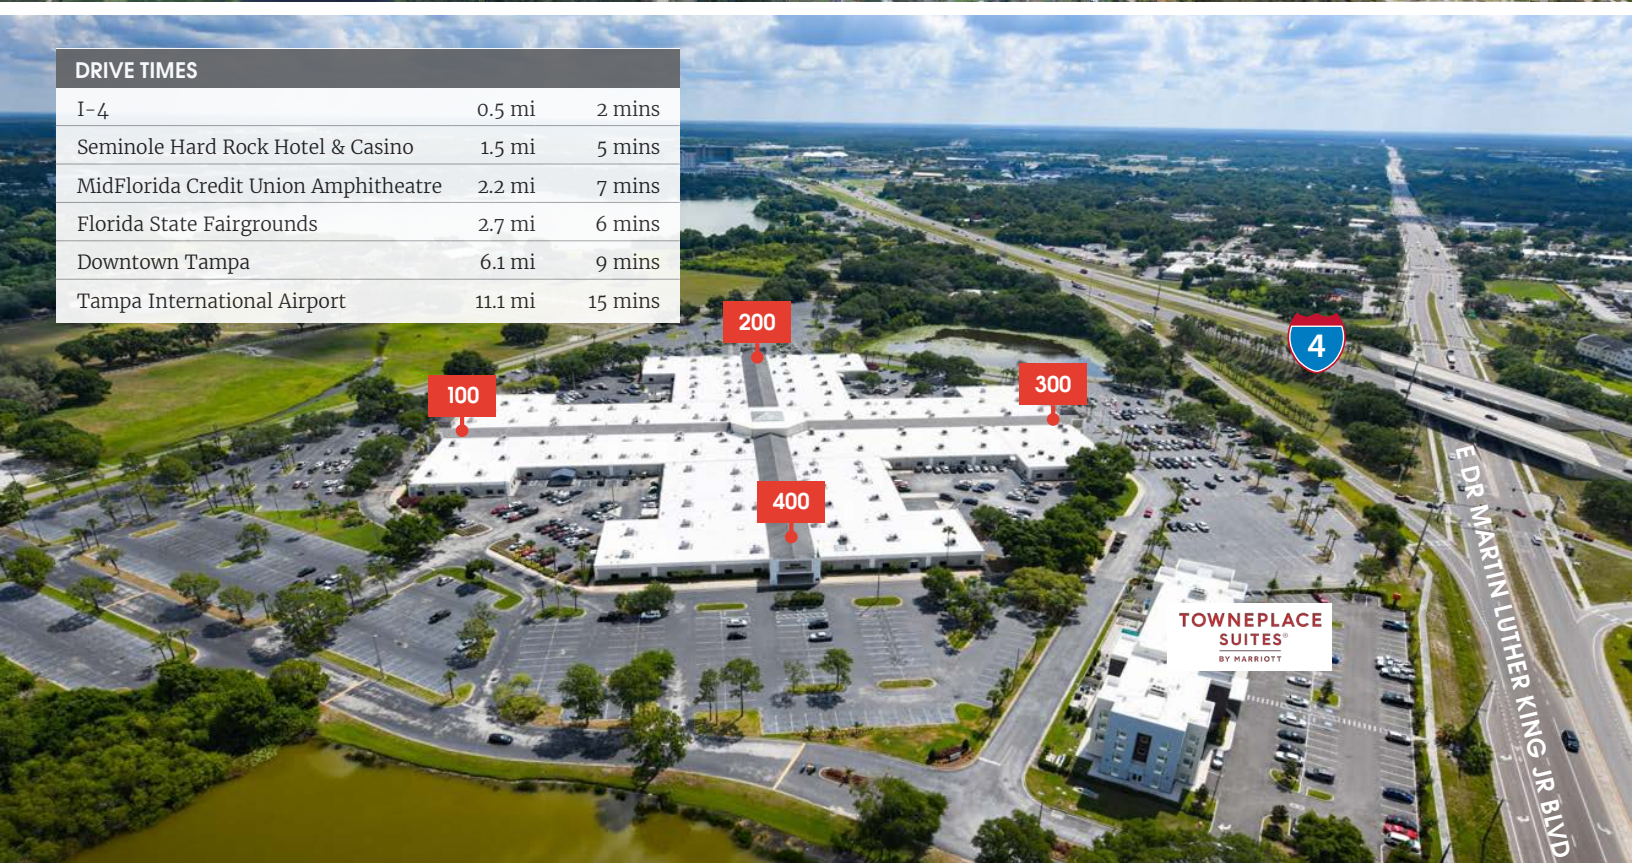 DRIVE TIMES
I-4 0.5 mi 2 mins
Seminole Hard Rock Hotel & Casino 1.5 mi 5 mins
MidFlorida Credit Union Amphitheatre 2.2 mi 7 mins
Florida State Fairgrounds 2.7 mi 6 mins
Downtown Tampa 6.1 mi 9 mins
Tampa International Airport 11.1 mi 15 mins
200
4
300
100
400
E DR MARTIN LUTHER KING JR BLVD
TOWNEPLACE
SUITES®
BY MARRIOTT